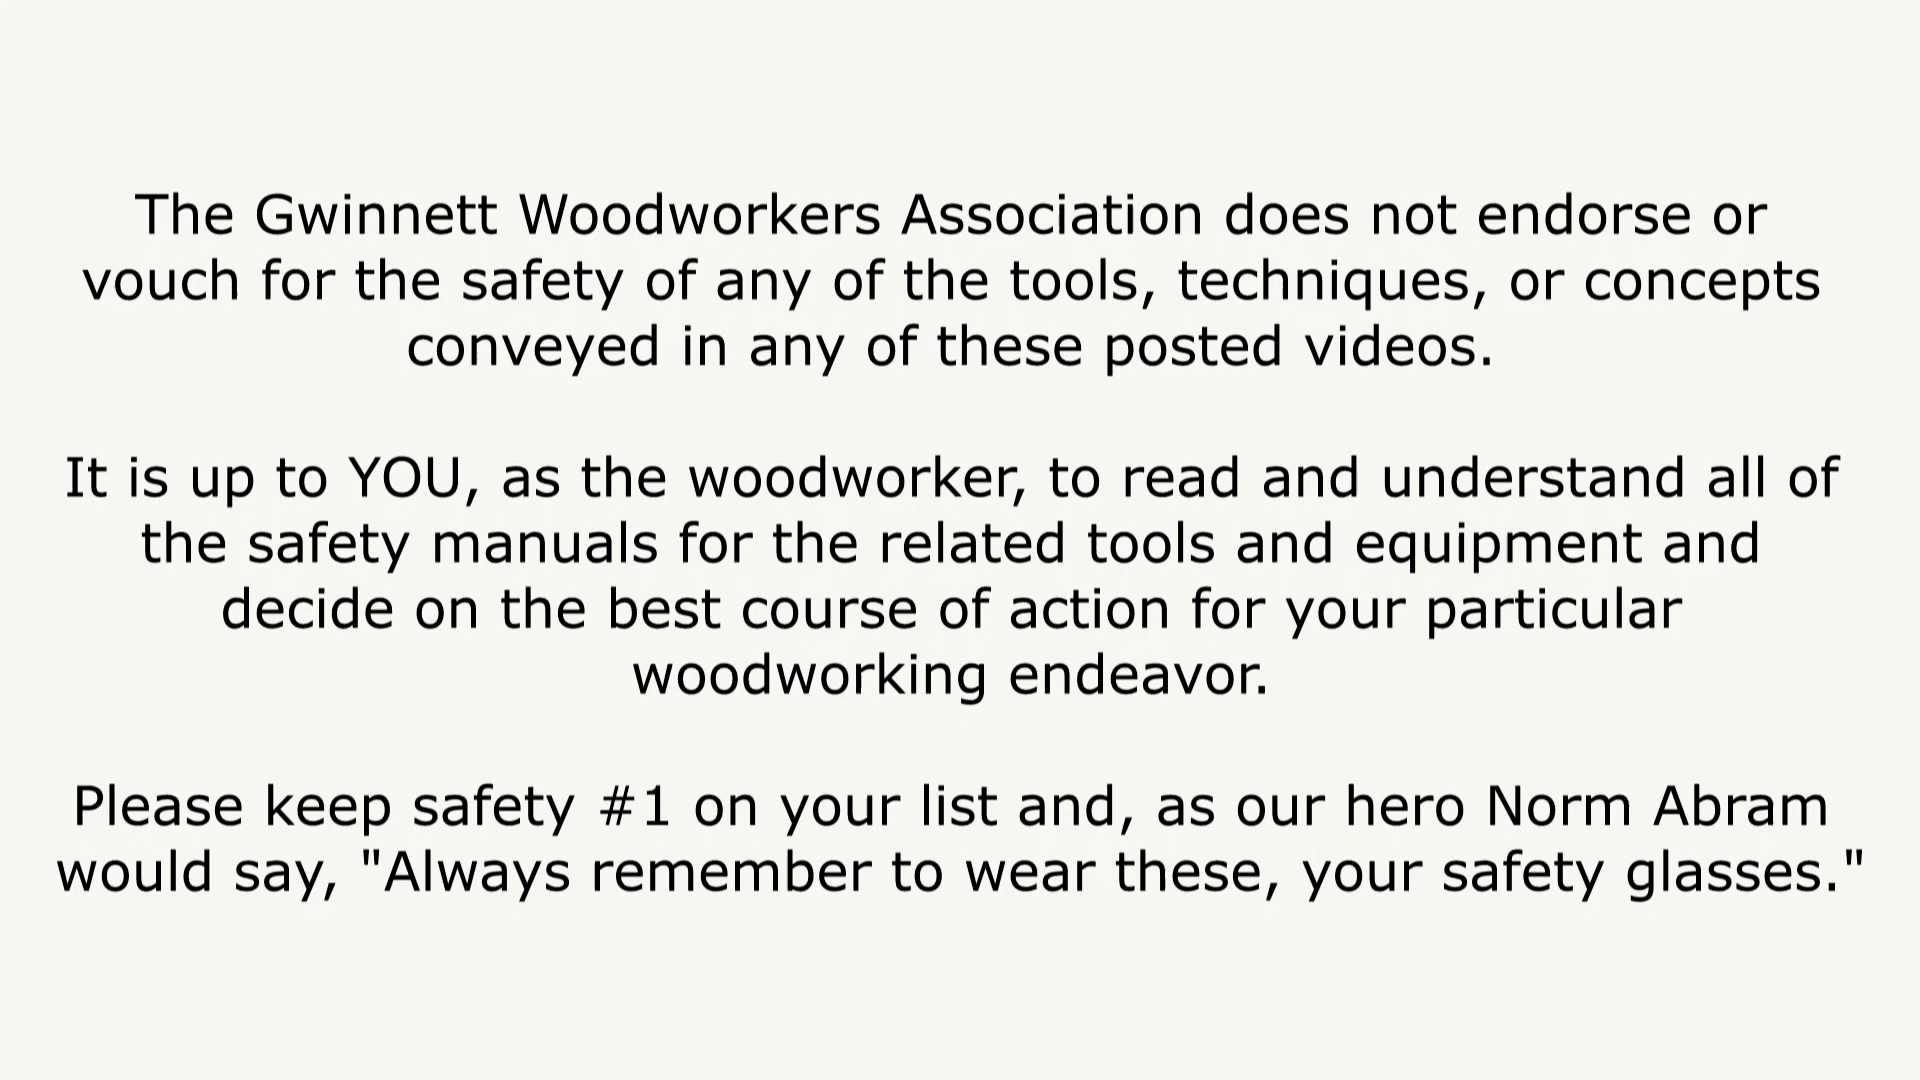 The Gwinnett Woodworkers Association does not endorse or
vouch for the safety of any of the tools, techniques, or concepts
conveyed in any of these posted videos.
It is up to YOU, as the woodworker, to read and understand all of
the safety manuals for the related tools and equipment and
decide on the best course of action for your particular
woodworking endeavor.
Please keep safety #1 on your list and, as our hero Norm Abram
would say, "Always remember to wear these, your safety glasses."